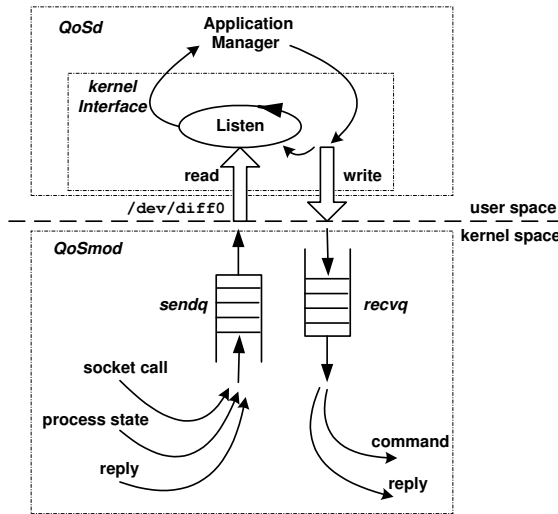 QoSd
Application
Manager
kernel
Interface
Listen
read
write
/dev/diff0
user space
kernel space
QoSmod
sendq
recvq
socket call
process state
reply
command
reply